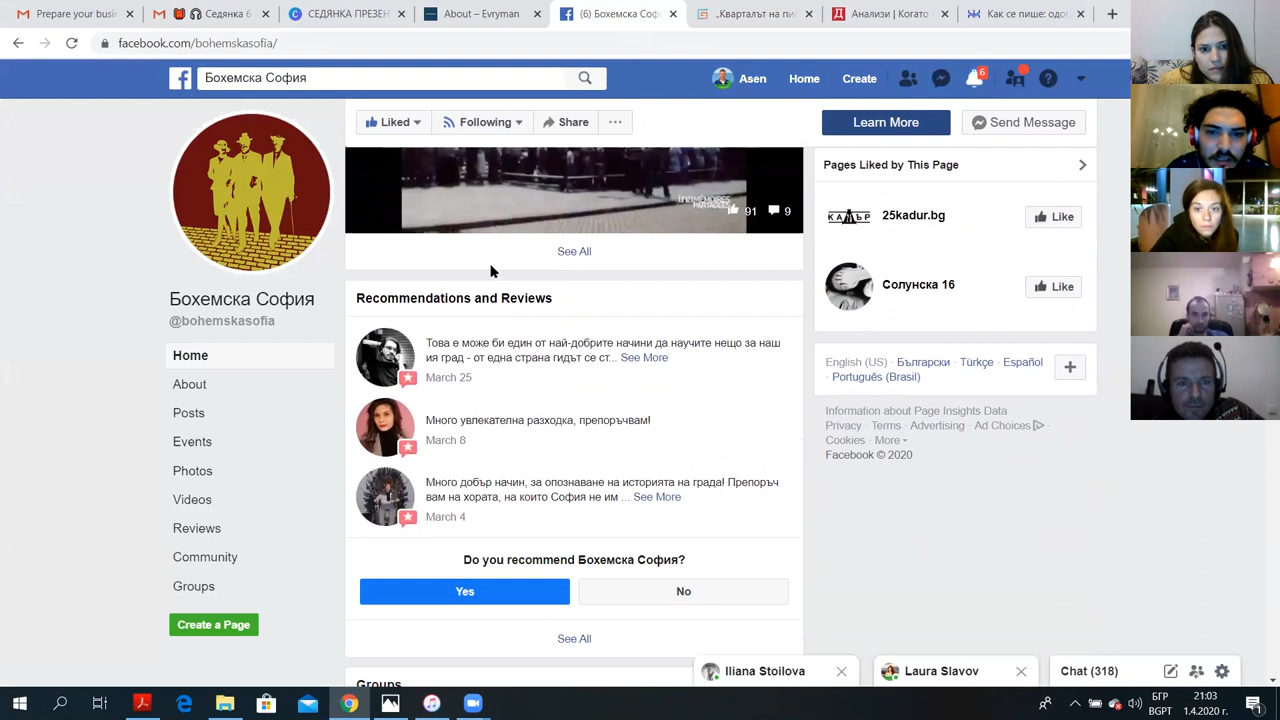 Prepare your busin
Седянка 6
СЕДЯНКА ПРЕЗЕН
About – Evryman
(6) Бохемска Соф
„Кварталът на пи
Анализи | Когато
Как се пише: одоб
facebook.com/bohemskasofia/
Бохемска София
Asen
Home
Create
6
Liked
Following
Share
Learn More
Send Message
91
9
See All
Бохемска София
@bohemskasofia
Home
About
Posts
Events
Photos
Videos
Reviews
Community
Groups
Create a Page
Recommendations and Reviews
Това е може би един от най-добрите начини да научите нещо за наш
ия град - от една страна гидът се ст... See More
March 25
Много увлекателна разходка, препоръчвам!
March 8
Много добър начин, за опознаване на историята на града! Препоръч
вам на хората, на които София не им ... See More
March 4
Do you recommend Бохемска София?
Yes
No
See All
Groups
Pages Liked by This Page
КАДЪР
25kadur.bg
Like
Солунска 16
Like
English (US) · Български · Türkçe · Español
· Português (Brasil)
Information about Page Insights Data
Privacy · Terms · Advertising · Ad Choices ·
Cookies · More
Facebook © 2020
Iliana Stoilova
Laura Slavov
Chat (318)
БГР
BGPT
21:03
1.4.2020 г.
1